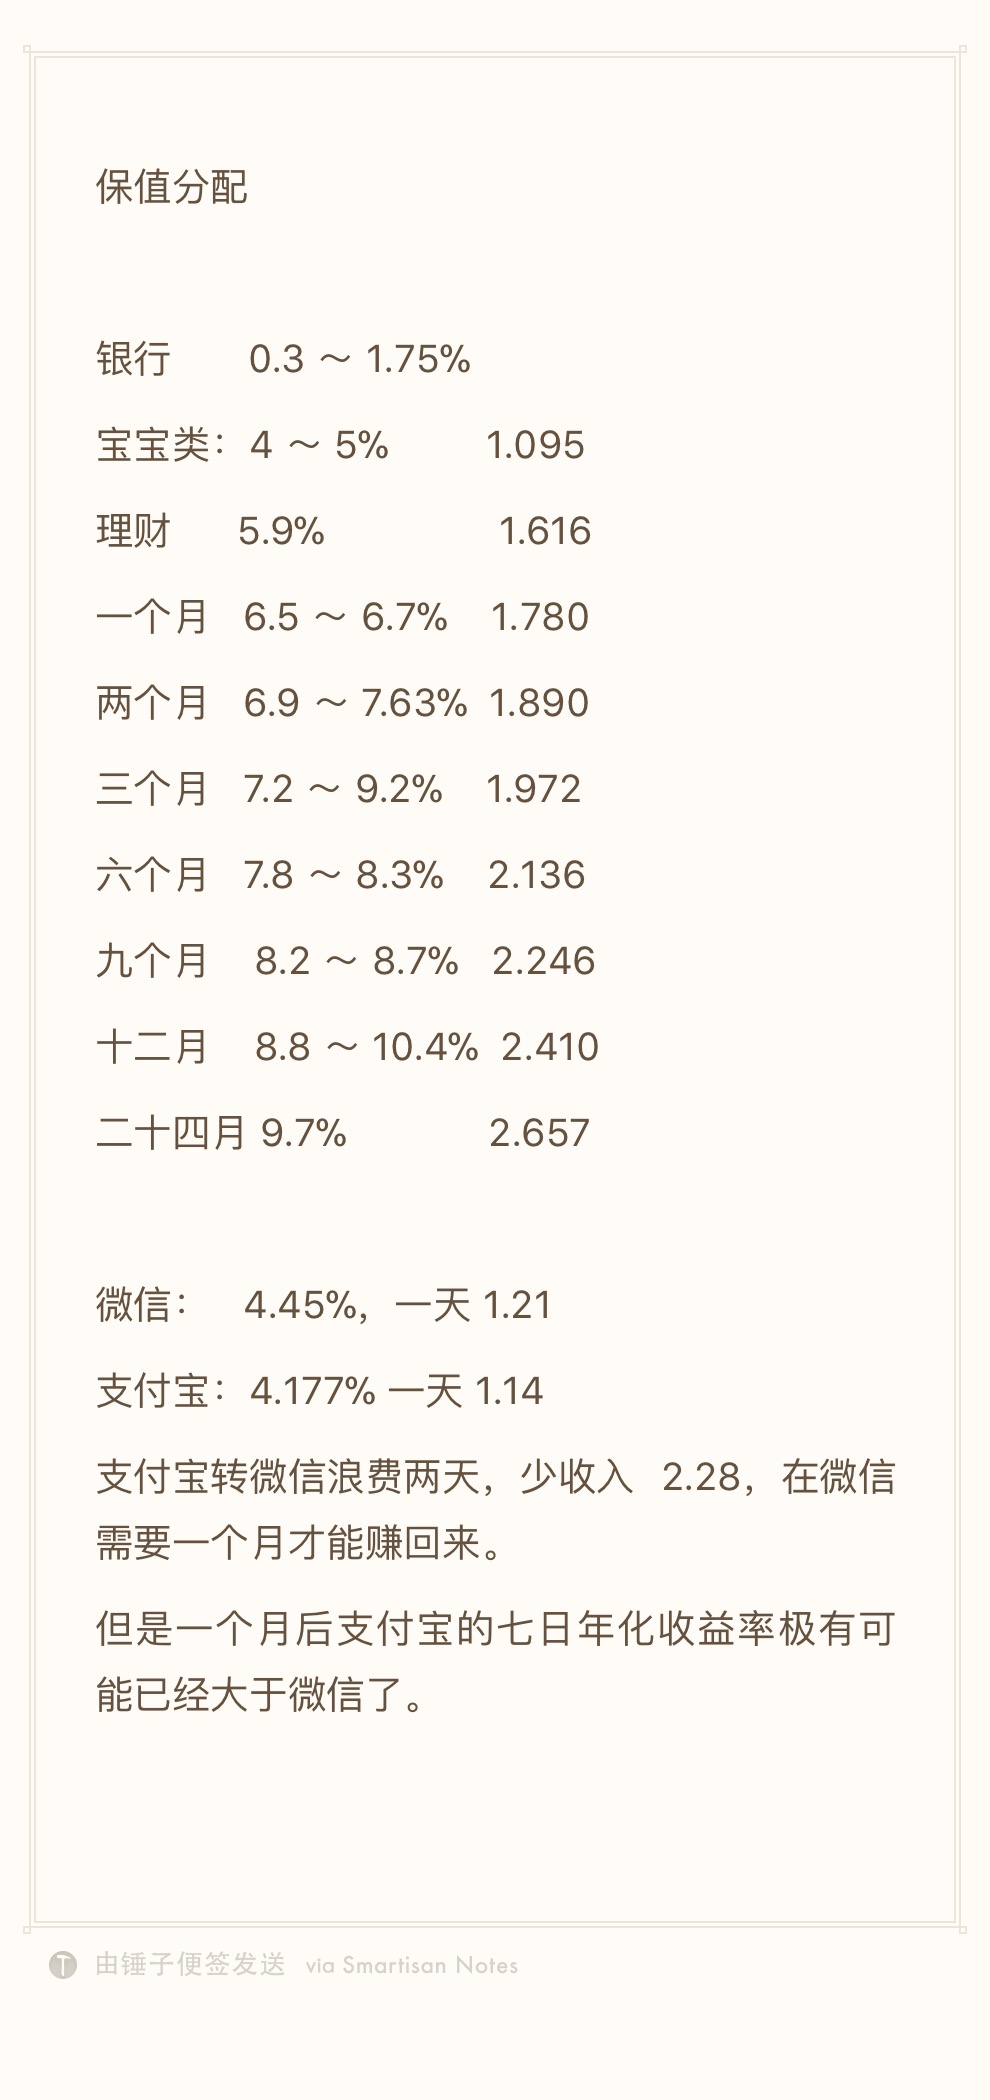 保值分配
银行 0.3 ～ 1.75%
宝宝类：4 ～ 5% 1.095
理财 5.9% 1.616
一个月 6.5 ～ 6.7% 1.780
两个月 6.9 ～ 7.63% 1.890
三个月 7.2 ～ 9.2% 1.972
六个月 7.8 ～ 8.3% 2.136
九个月 8.2 ～ 8.7% 2.246
十二月 8.8 ～ 10.4% 2.410
二十四月 9.7% 2.657
微信： 4.45%，一天 1.21
支付宝：4.177% 一天 1.14
支付宝转微信浪费两天，少收入 2.28，在微信
需要一个月才能赚回来。
但是一个月后支付宝的七日年化收益率极有可
能已经大于微信了。
由锤子便签发送 via Smartisan Notes